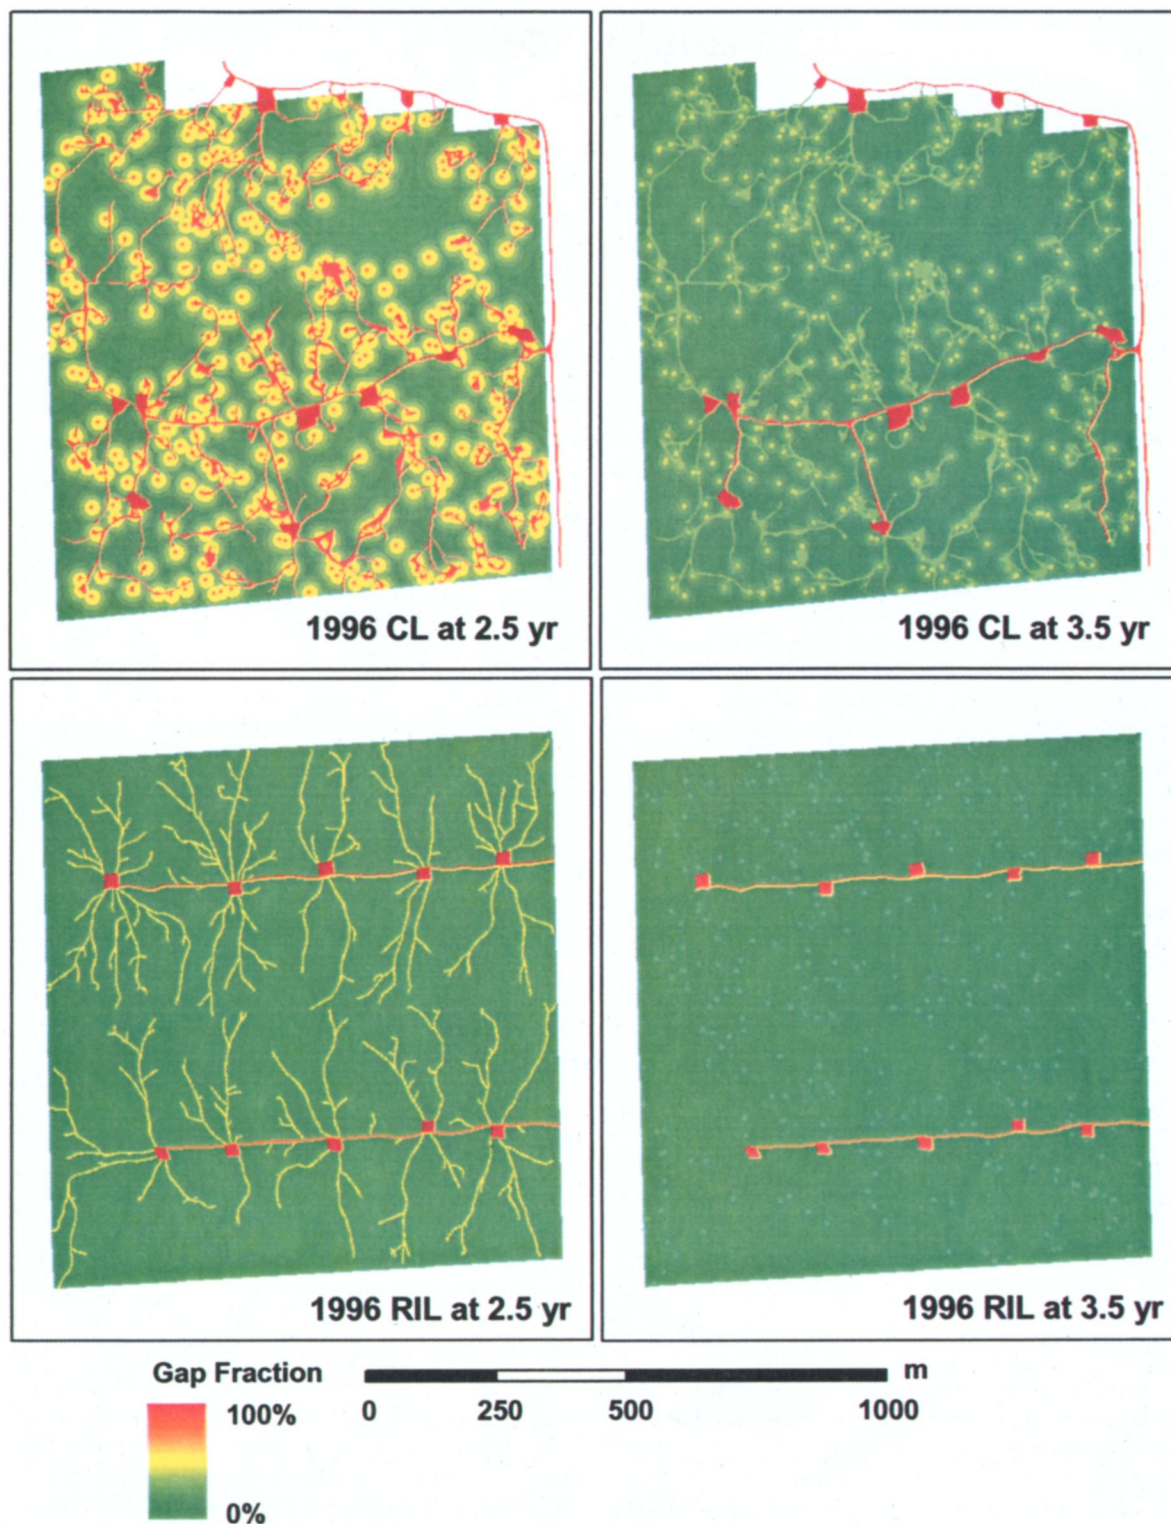 1996 CL at 2.5 yr
1996 CL at 3.5 yr
1996 RIL at 2.5 yr
1996 RIL at 3.5 yr
Gap Fraction
100%
0%
0 250 500 1000 m